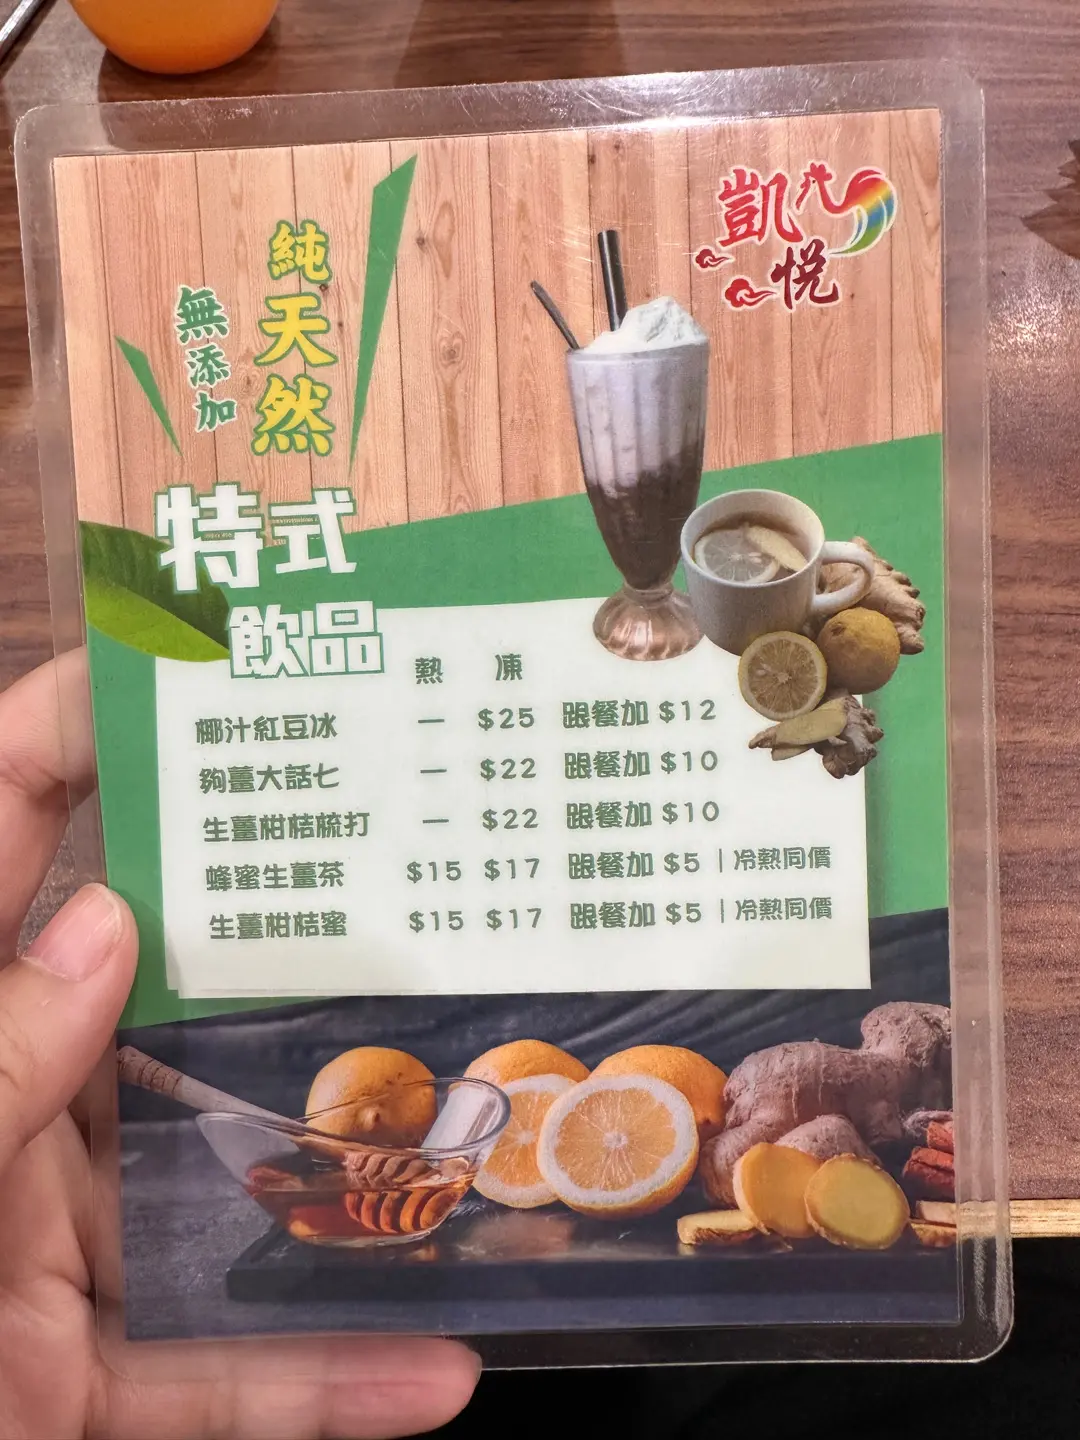 凱悅
純天然
無添加
特式
飲品
熱 凍
椰汁紅豆冰 — $25 跟餐加 $12
夠薑大話七 — $22 跟餐加 $10
生薑柑桔梳打 — $22 跟餐加 $10
蜂蜜生薑茶 $15 $17 跟餐加 $5 | 冷熱同價
生薑柑桔蜜 $15 $17 跟餐加 $5 | 冷熱同價